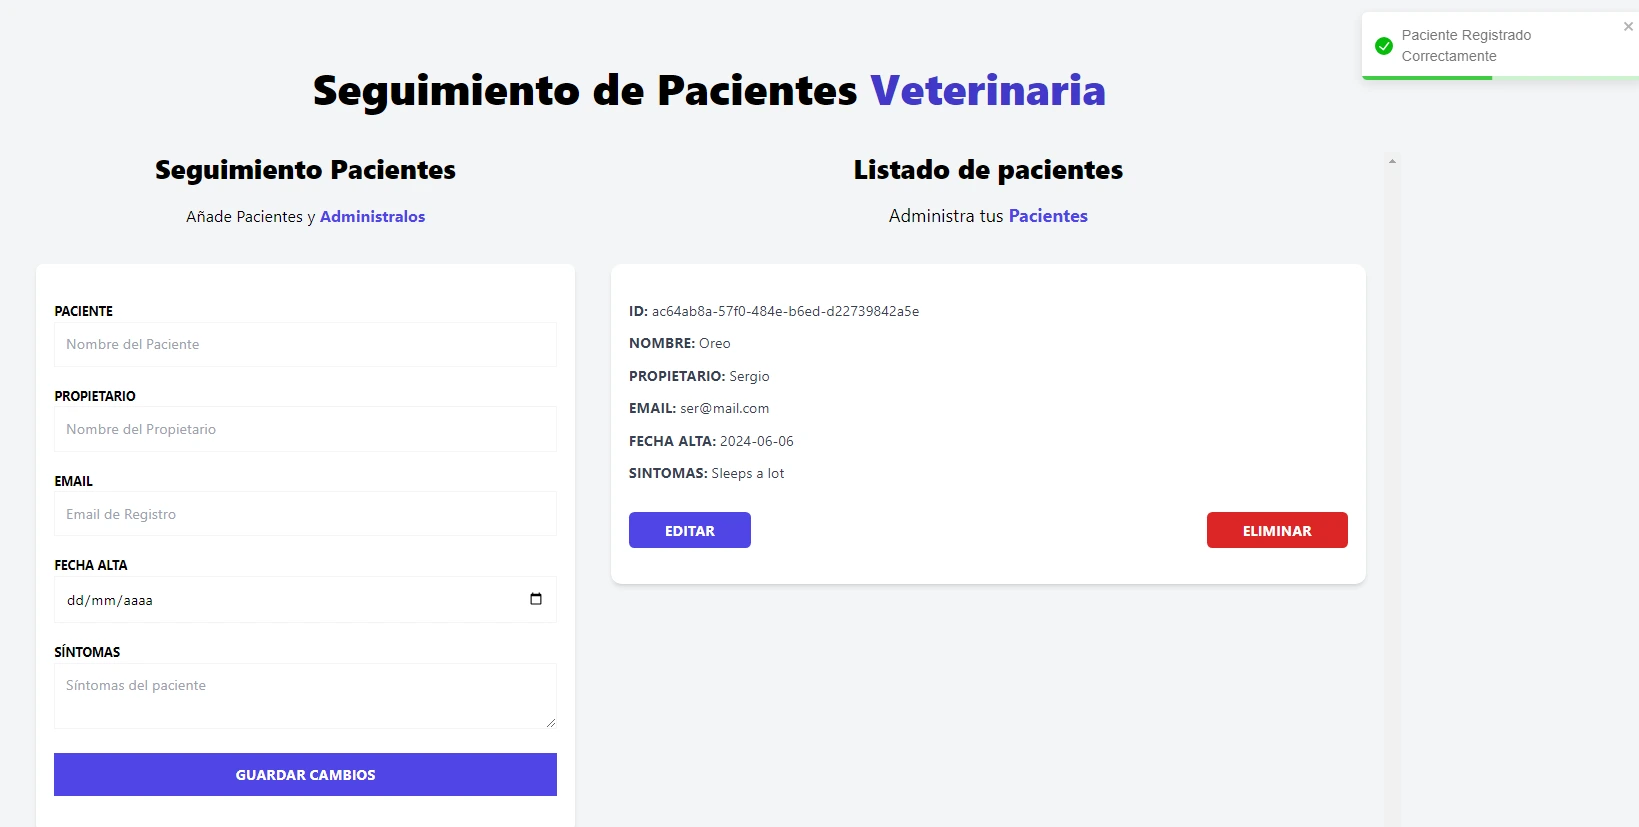 Paciente Registrado
Correctamente
Seguimiento de Pacientes Veterinaria
Seguimiento Pacientes
Añade Pacientes y Administralos
PACIENTE
Nombre del Paciente
PROPIETARIO
Nombre del Propietario
EMAIL
Email de Registro
FECHA ALTA
dd/mm/aaaa
SÍNTOMAS
Síntomas del paciente
GUARDAR CAMBIOS
Listado de pacientes
Administra tus Pacientes
ID: ac64ab8a-57f0-484e-b6ed-d22739842a5e
NOMBRE: Oreo
PROPIETARIO: Sergio
EMAIL: ser@mail.com
FECHA ALTA: 2024-06-06
SINTOMAS: Sleeps a lot
EDITAR
ELIMINAR